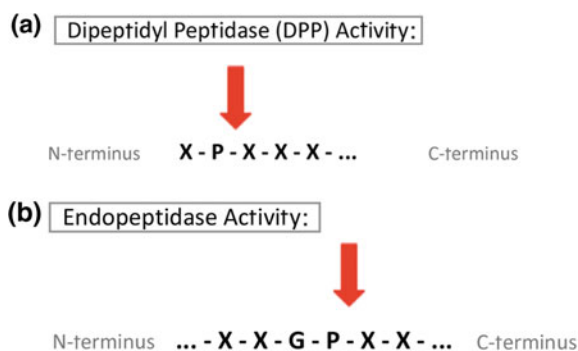 (a) Dipeptidyl Peptidase (DPP) Activity:
N-terminus X - P - X - X - X - ... C-terminus
(b) Endopeptidase Activity:
N-terminus ... - X - X - G - P - X - X - ... C-terminus